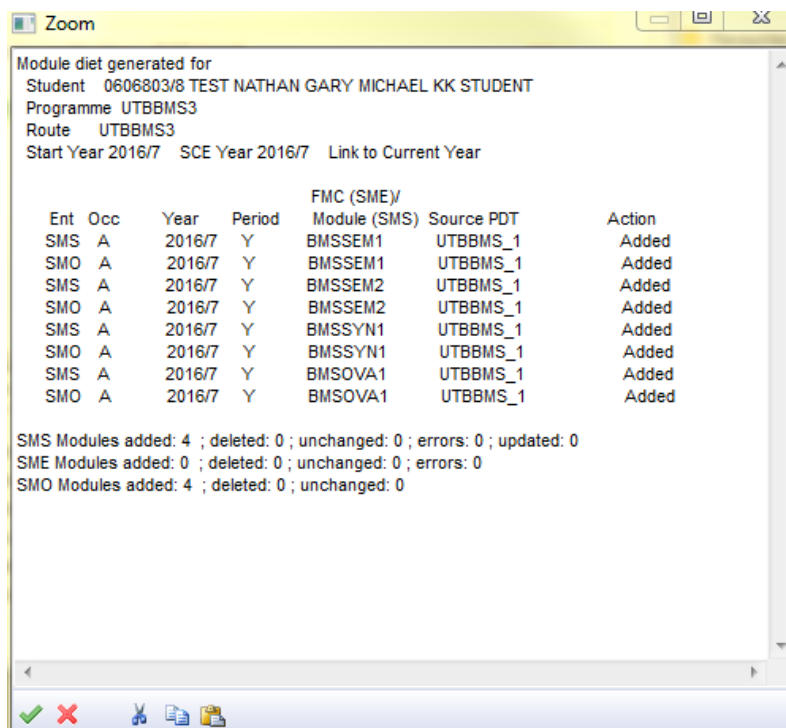 Zoom
Module diet generated for
Student 0606803/8 TEST NATHAN GARY MICHAEL KK STUDENT
Programme UTBBMS3
Route UTBBMS3
Start Year 2016/7 SCE Year 2016/7 Link to Current Year
FMC (SME)/
Ent Occ Year Period Module (SMS) Source PDT Action
SMS A 2016/7 Y BMSSEM1 UTBBMS_1 Added
SMO A 2016/7 Y BMSSEM1 UTBBMS_1 Added
SMS A 2016/7 Y BMSSEM2 UTBBMS_1 Added
SMO A 2016/7 Y BMSSEM2 UTBBMS_1 Added
SMS A 2016/7 Y BMSSYN1 UTBBMS_1 Added
SMO A 2016/7 Y BMSSYN1 UTBBMS_1 Added
SMS A 2016/7 Y BMSOVA1 UTBBMS_1 Added
SMO A 2016/7 Y BMSOVA1 UTBBMS_1 Added
SMS Modules added: 4 ; deleted: 0 ; unchanged: 0 ; errors: 0 ; updated: 0
SME Modules added: 0 ; deleted: 0 ; unchanged: 0 ; errors: 0
SMO Modules added: 4 ; deleted: 0 ; unchanged: 0